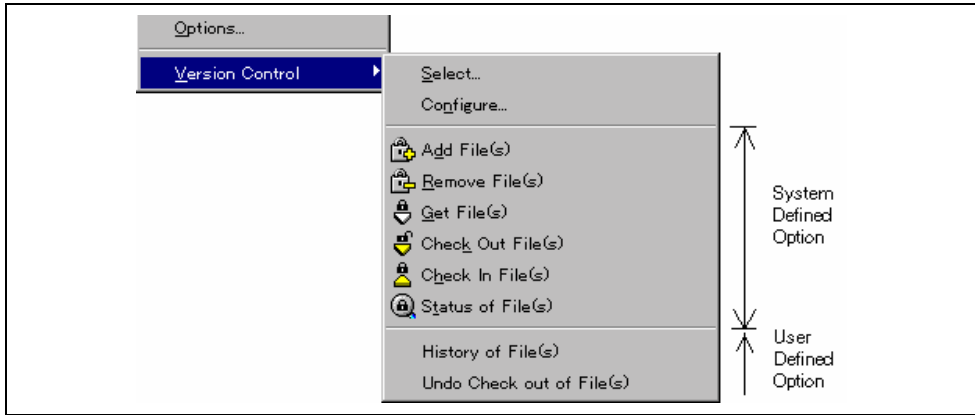 Options...
Version Control
Select...
Configure...
Add File(s)
Remove File(s)
Get File(s)
Check Out File(s)
Check In File(s)
Status of File(s)
History of File(s)
Undo Check out of File(s)
System
Defined
Option
User
Defined
Option